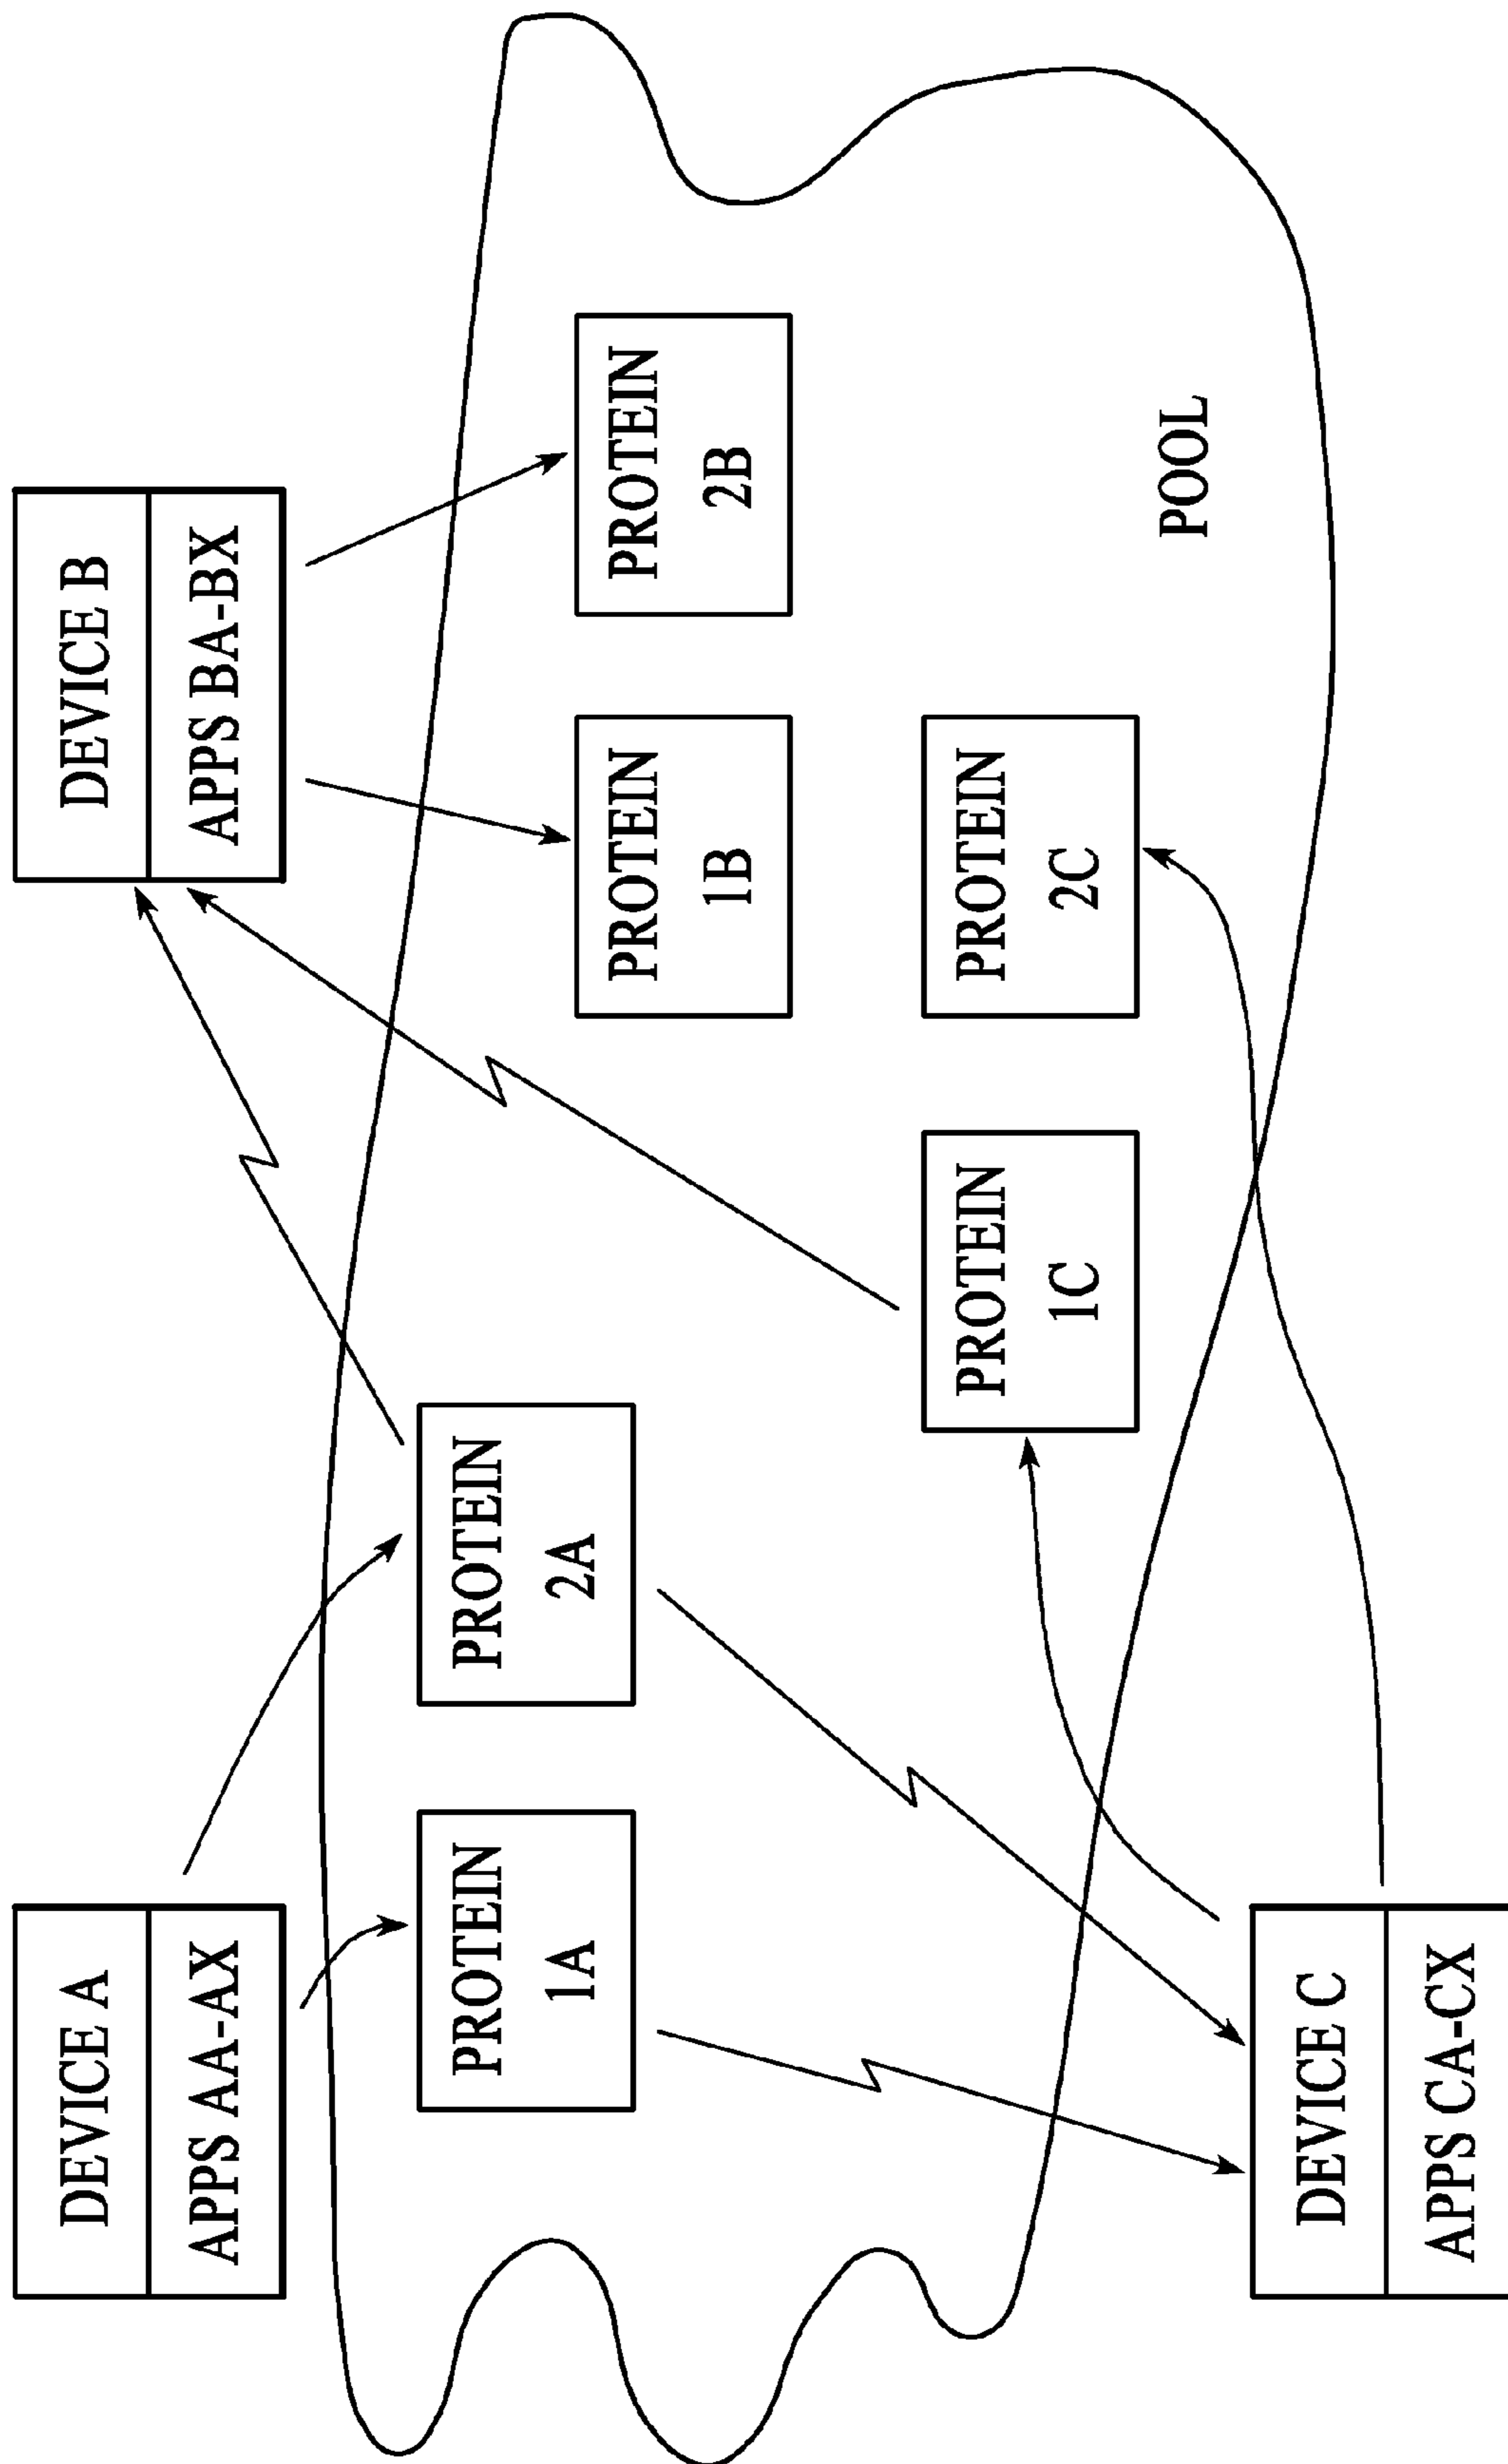 DEVICE A
APPS AA-AX
DEVICE B
APPS BA-BX
PROTEIN
1A
PROTEIN
2A
PROTEIN
1B
PROTEIN
2B
PROTEIN
1C
PROTEIN
2C
POOL
DEVICE C
APPS CA-CX